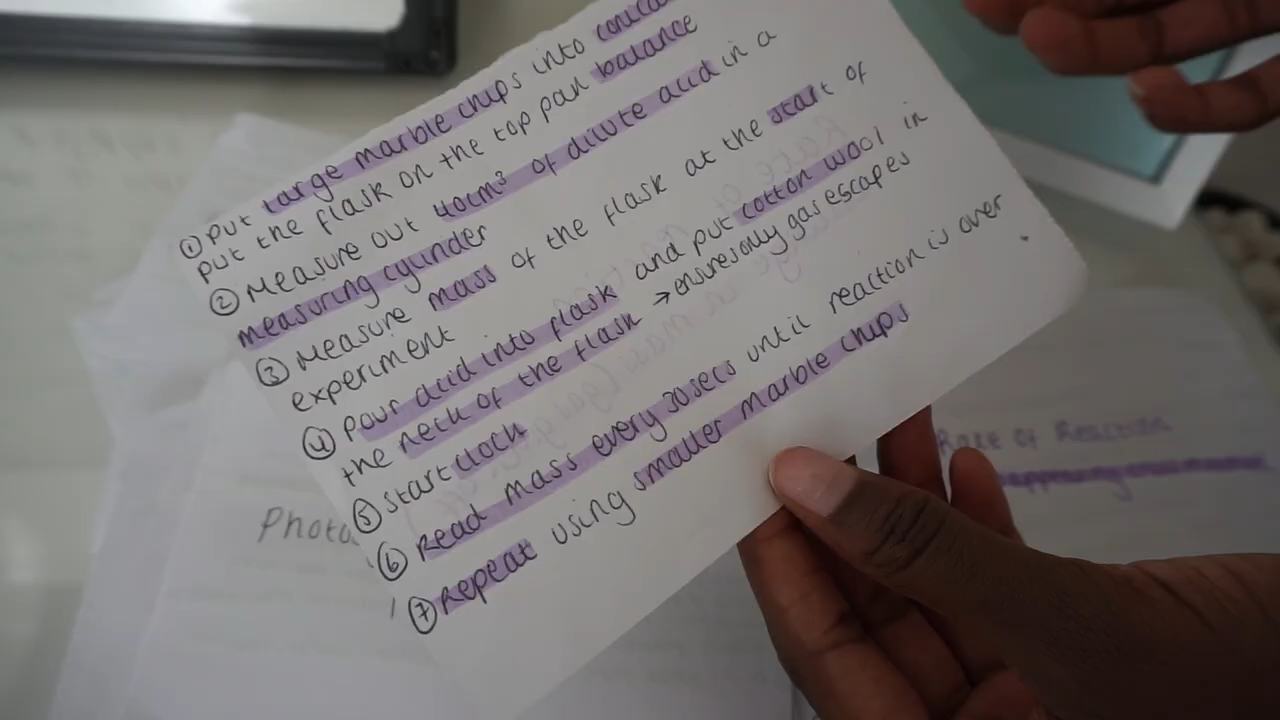 ① Put large marble chips into
put the flask on the top pan balance
② Measure out 40cm³ of dilute acid in a
measuring cylinder
③ Measure mass of the flask at the start of
experiment
④ Pour acid into flask and put cotton wool in
the neck of the flask → ensures only gas escapes
⑤ Start clock
⑥ Read mass every 30secs until reaction is over
⑦ Repeat using smaller marble chips
Rate of Reaction